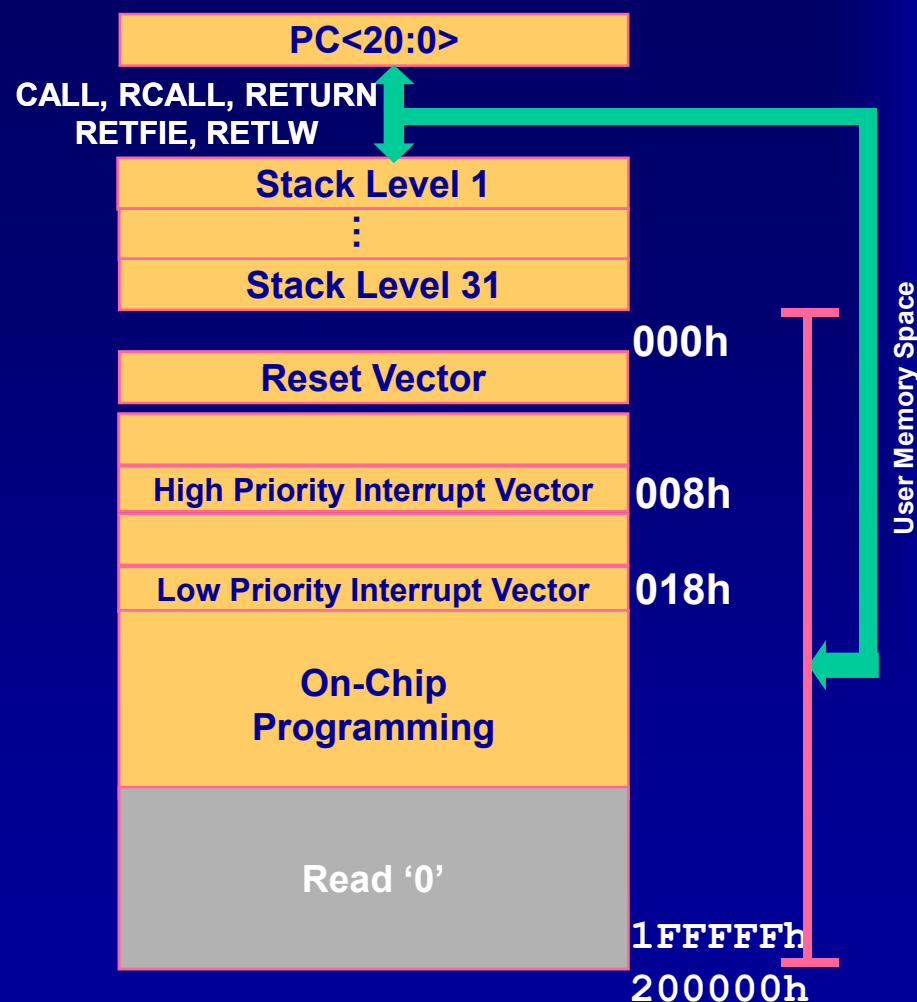 PC<20:0>
CALL, RCALL, RETURN
RETFIE, RETLW
Stack Level 1
⋮
Stack Level 31
000h
Reset Vector
High Priority Interrupt Vector
008h
Low Priority Interrupt Vector
018h
On-Chip
Programming
Read ‘0’
1FFFFFh
200000h
User Memory Space